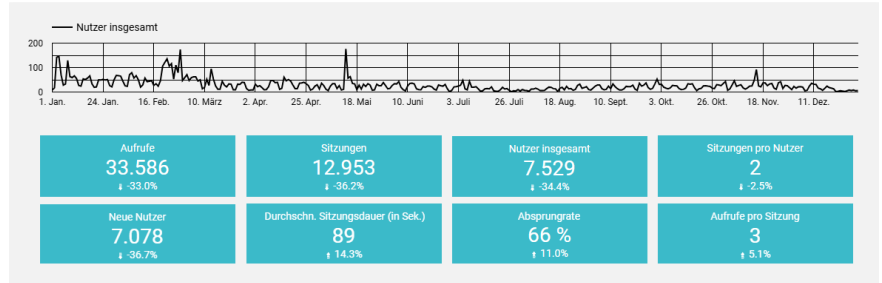 Nutzer insgesamt
200
100
0
1. Jan. 24. Jan. 16. Feb. 10. März 2. Apr. 25. Apr. 18. Mai 10. Juni 3. Juli 26. Juli 18. Aug. 10. Sept. 3. Okt. 26. Okt. 18. Nov. 11. Dez.
Aufrufe
33.586
⬇ -33.0%
Sitzungen
12.953
⬇ -36.2%
Nutzer insgesamt
7.529
⬇ -34.4%
Sitzungen pro Nutzer
2
⬇ -2.5%
Neue Nutzer
7.078
⬇ -36.7%
Durchschn. Sitzungsdauer (in Sek.)
89
⬆ 14.3%
Absprungrate
66 %
⬆ 11.0%
Aufrufe pro Sitzung
3
⬆ 5.1%